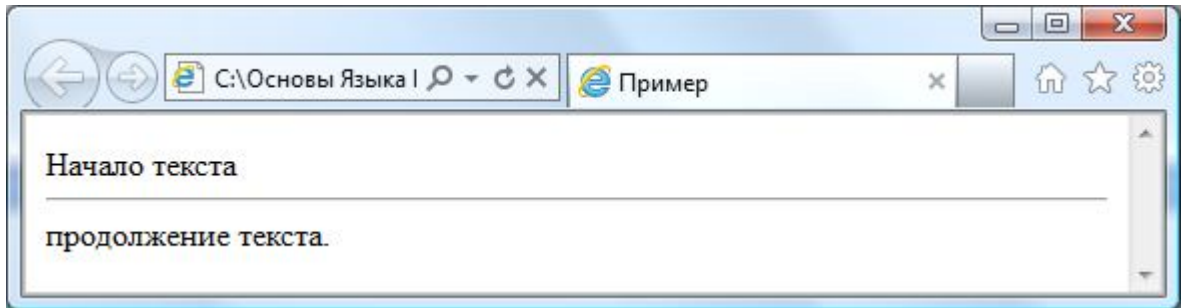 C:\Основы Языка
Пример
Начало текста
продолжение текста.